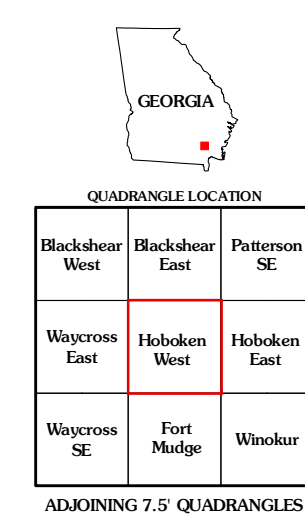 GEORGIA
QUADRANGLE LOCATION
Blackshear West
Blackshear East
Patterson SE
Waycross East
Hoboken West
Hoboken East
Waycross SE
Fort Mudge
Winokur
ADJOINING 7.5' QUADRANGLES